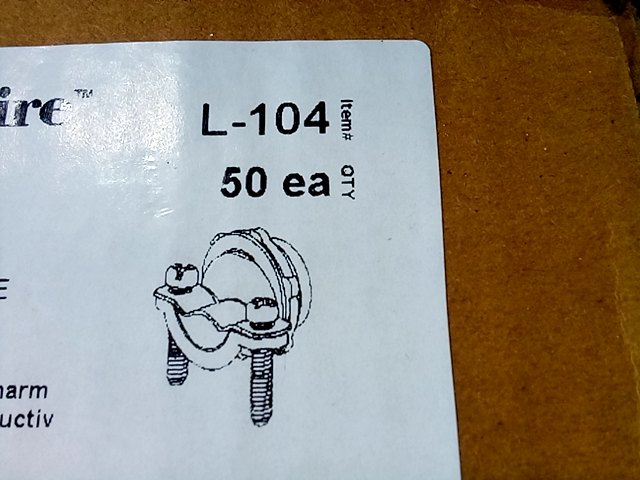 ire™
L-104 Item#
50 ea QTY
E
harm
uctiv